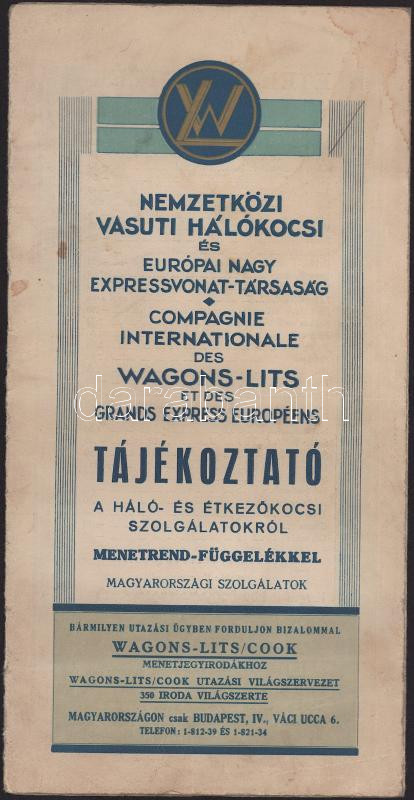 WL
NEMZETKÖZI
VASUTI HÁLÓKOCSI
ÉS
EURÓPAI NAGY
EXPRESSVONAT-TÁRSASÁG
COMPAGNIE
INTERNATIONALE
DES
WAGONS-LITS
ET DES
GRANDS EXPRESS EUROPÉENS
darabanth
TÁJÉKOZTATÓ
A HÁLÓ- ÉS ÉTKEZŐKOCSI
SZOLGÁLATOKRÓL
MENETREND-FÜGGELÉKKEL
MAGYARORSZÁGI SZOLGÁLATOK
BÁRMILYEN UTAZÁSI ÜGYBEN FORDULJON BIZALOMMAL
WAGONS-LITS/COOK
MENETJEGYIRODÁKHOZ
WAGONS-LITS/COOK UTAZÁSI VILÁGSZERVEZET
350 IRODA VILÁGSZERTE
MAGYARORSZÁGON csak BUDAPEST, IV., VÁCI UCCA 6.
TELEFON: 1-812-39 ÉS 1-821-34